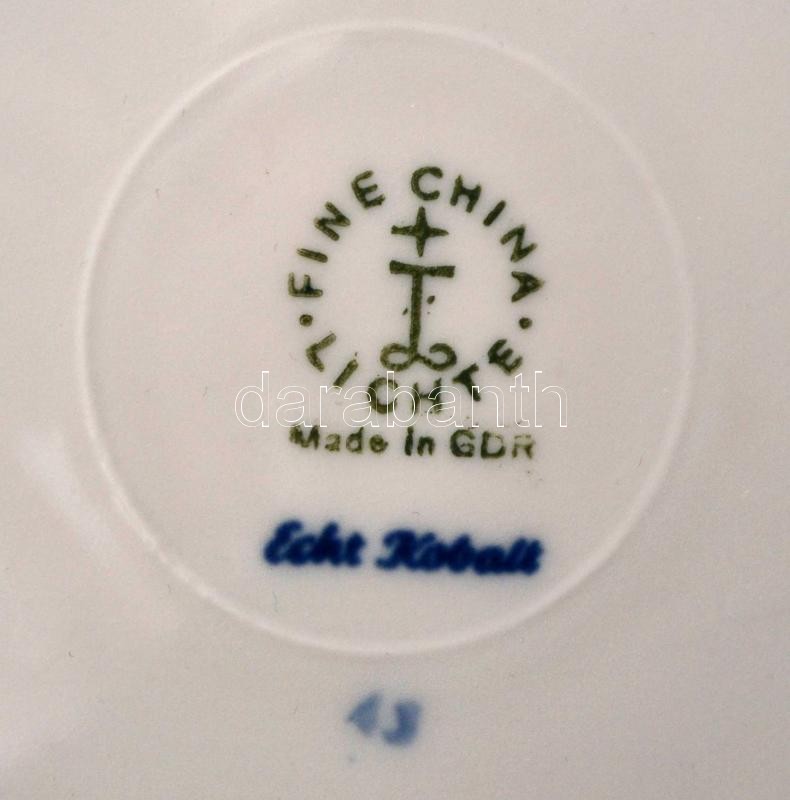 • FINE CHINA •
LICHTE
darabanth
Made in GDR
Echt Kobalt
43